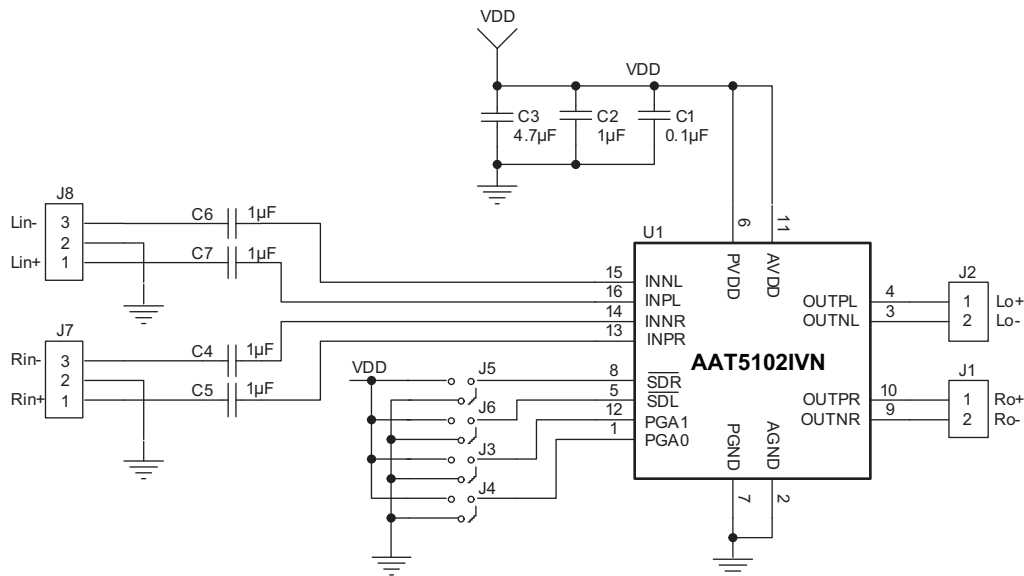 VDD
VDD
C3
4.7µF
C2
1µF
C1
0.1µF
J8
Lin-
3
2
Lin+
1
C6
1µF
C7
1µF
J7
Rin-
3
2
Rin+
1
C4
1µF
C5
1µF
VDD
J5
J6
J3
J4
U1
6
11
PVDD
AVDD
15
INNL
16
INPL
14
INNR
13
INPR
8
SDR
5
SDL
12
PGA1
1
PGA0
AAT5102IVN
OUTPL
4
OUTNL
3
OUTPR
10
OUTNR
9
PGND
AGND
7
2
J2
1
Lo+
2
Lo-
J1
1
Ro+
2
Ro-